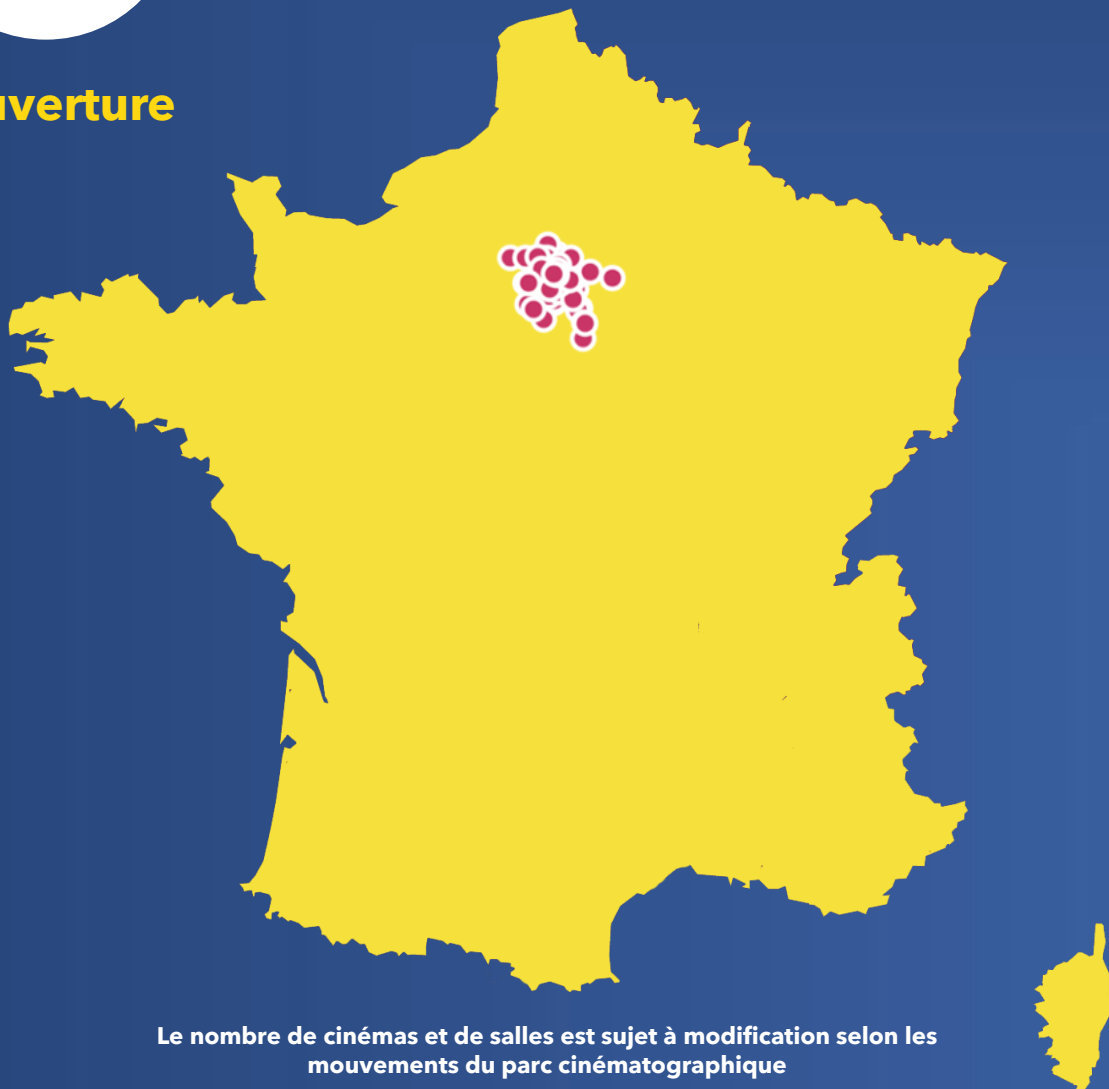 uverture
Le nombre de cinémas et de salles est sujet à modification selon les
mouvements du parc cinématographique